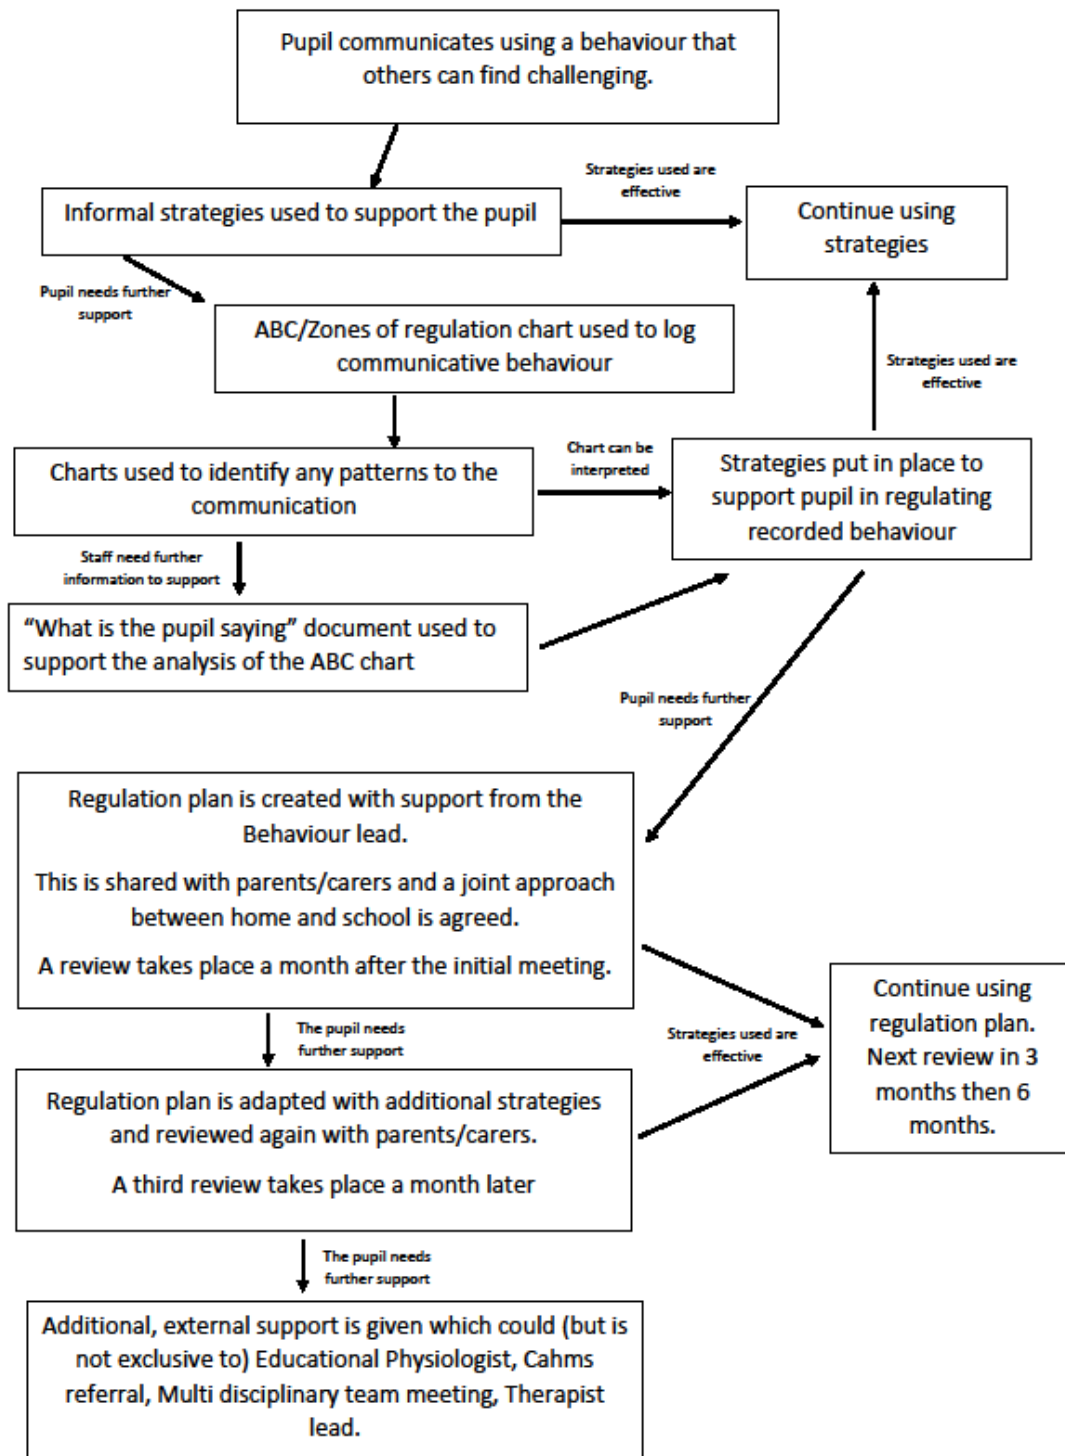 Pupil communicates using a behaviour that
others can find challenging.
Strategies used are
effective
Informal strategies used to support the pupil
Continue using
strategies
Pupil needs further
support
ABC/Zones of regulation chart used to log
communicative behaviour
Strategies used are
effective
Charts used to identify any patterns to the
communication
Chart can be
interpreted
Strategies put in place to
support pupil in regulating
recorded behaviour
Staff need further
information to support
“What is the pupil saying” document used to
support the analysis of the ABC chart
Pupil needs further
support
Regulation plan is created with support from the
Behaviour lead.
This is shared with parents/carers and a joint approach
between home and school is agreed.
A review takes place a month after the initial meeting.
Continue using
regulation plan.
Next review in 3
months then 6
months.
The pupil needs
further support
Strategies used are
effective
Regulation plan is adapted with additional strategies
and reviewed again with parents/carers.
A third review takes place a month later
The pupil needs
further support
Additional, external support is given which could (but is
not exclusive to) Educational Physiologist, Cahms
referral, Multi disciplinary team meeting, Therapist
lead.